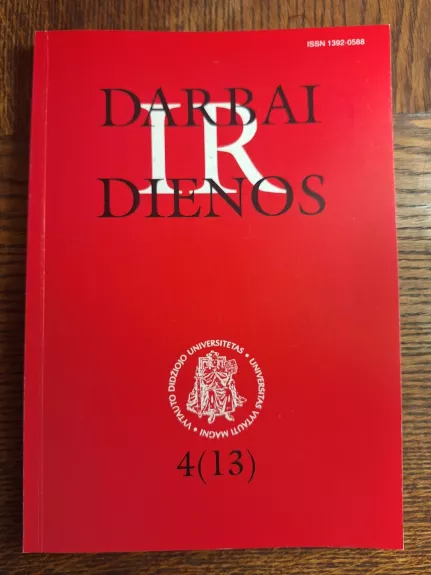 ISSN 1392-0588
DARBAI
IR
DIENOS
VYTAUTO DIDŽIOJO UNIVERSITETAS • UNIVERSITAS VYTAUTI MAGNI •
4(13)